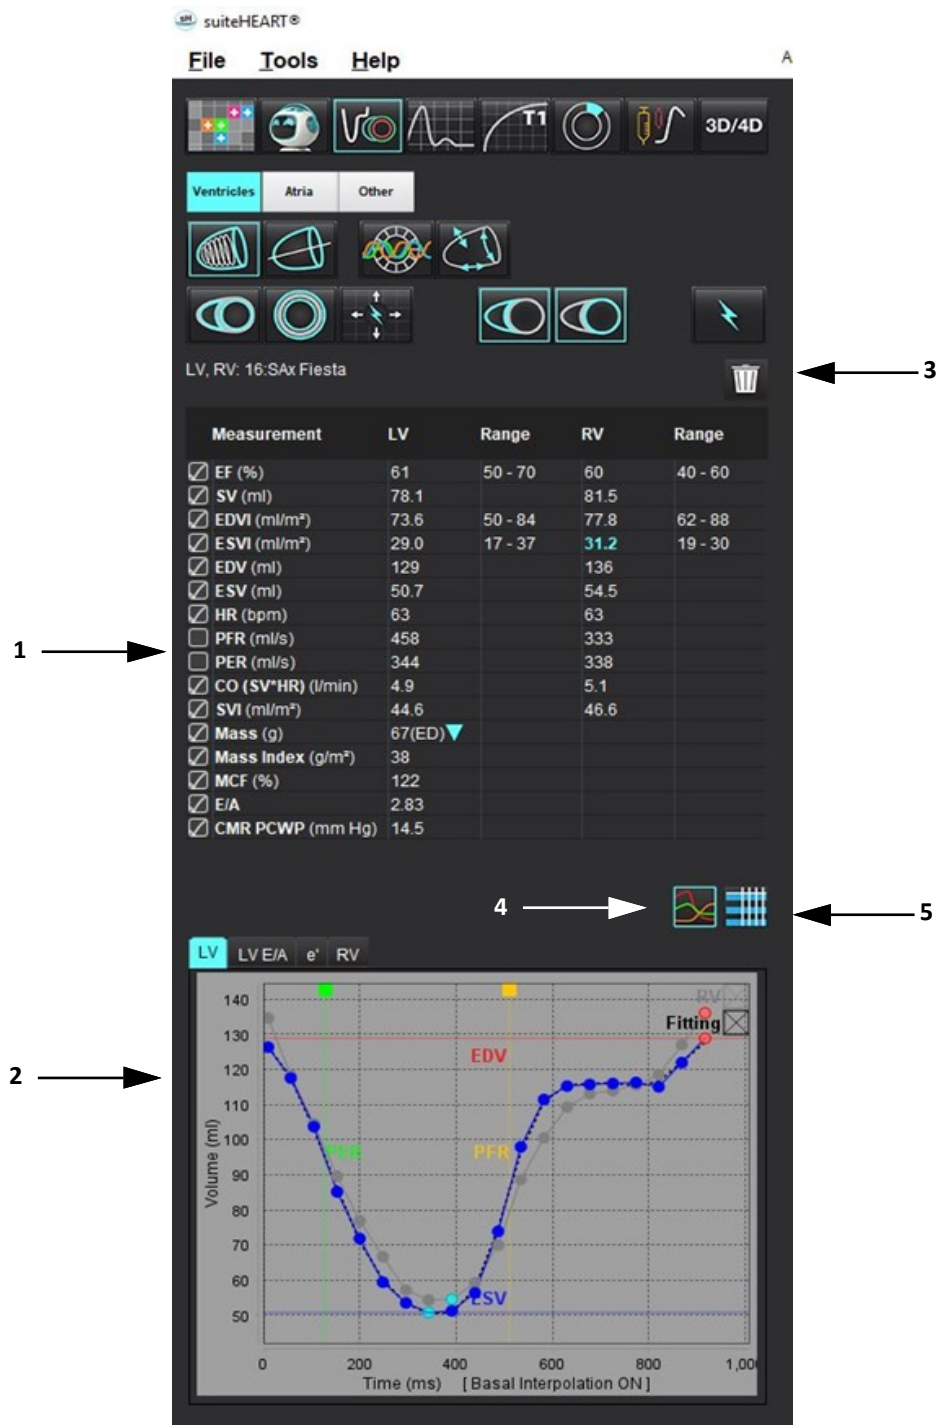 suiteHEART®
File Tools Help A
T1 3D/4D
Ventricles Atria Other
LV, RV: 16:SAx Fiesta
3
Measurement LV Range RV Range
EF (%) 61 50 - 70 60 40 - 60
SV (ml) 78.1 81.5
EDVI (ml/m²) 73.6 50 - 84 77.8 62 - 88
ESVI (ml/m²) 29.0 17 - 37 31.2 19 - 30
EDV (ml) 129 136
ESV (ml) 50.7 54.5
HR (bpm) 63 63
PFR (ml/s) 458 333
1
PER (ml/s) 344 338
CO (SV*HR) (l/min) 4.9 5.1
SVI (ml/m²) 44.6 46.6
Mass (g) 67(ED)
Mass Index (g/m²) 38
MCF (%) 122
E/A 2.83
CMR PCWP (mm Hg) 14.5
4
5
LV LV E/A e' RV
RV
Fitting
EDV
2
PER PFR
ESV
Volume (ml)
140
130
120
110
100
90
80
70
60
50
0 200 400 600 800 1,00
Time (ms) [ Basal Interpolation ON ]